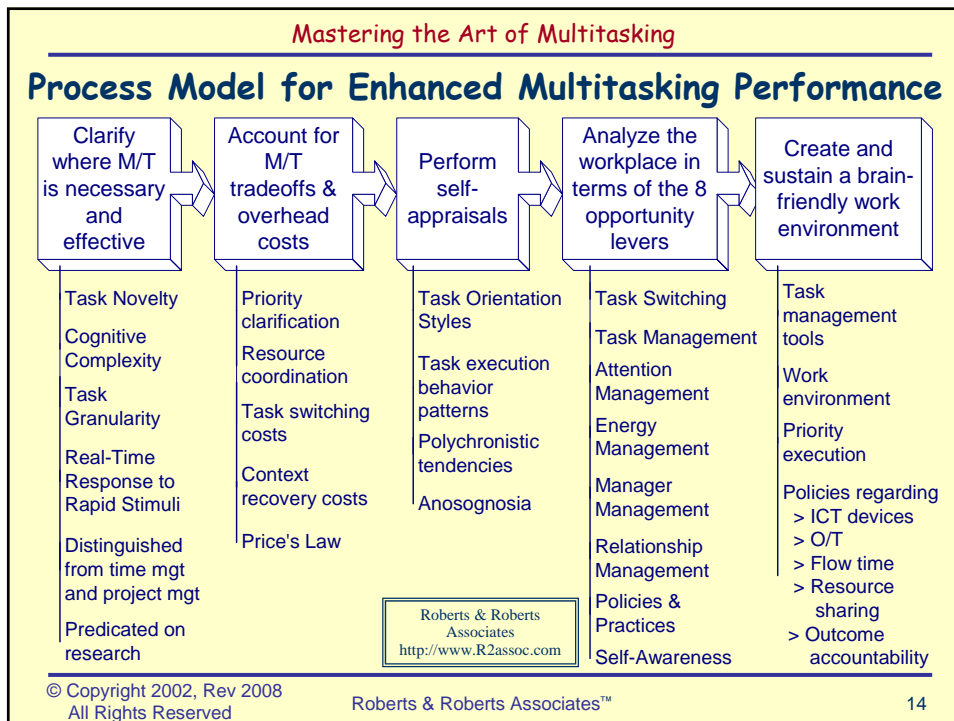 Mastering the Art of Multitasking
Process Model for Enhanced Multitasking Performance
Clarify
where M/T
is necessary
and
effective
Account for
M/T
tradeoffs &
overhead
costs
Perform
self-
appraisals
Analyze the
workplace in
terms of the 8
opportunity
levers
Create and
sustain a brain-
friendly work
environment
Task Novelty
Cognitive
Complexity
Task
Granularity
Real-Time
Response to
Rapid Stimuli
Distinguished
from time mgt
and project mgt
Predicated on
research
Priority
clarification
Resource
coordination
Task switching
costs
Context
recovery costs
Price's Law
Task Orientation
Styles
Task execution
behavior
patterns
Polychronistic
tendencies
Anosognosia
Task Switching
Task Management
Attention
Management
Energy
Management
Manager
Management
Relationship
Management
Policies &
Practices
Self-Awareness
Task
management
tools
Work
environment
Priority
execution
Policies regarding
> ICT devices
> O/T
> Flow time
> Resource
sharing
> Outcome
accountability
Roberts & Roberts
Associates
http://www.R2assoc.com
© Copyright 2002, Rev 2008
All Rights Reserved
Roberts & Roberts Associates™
14